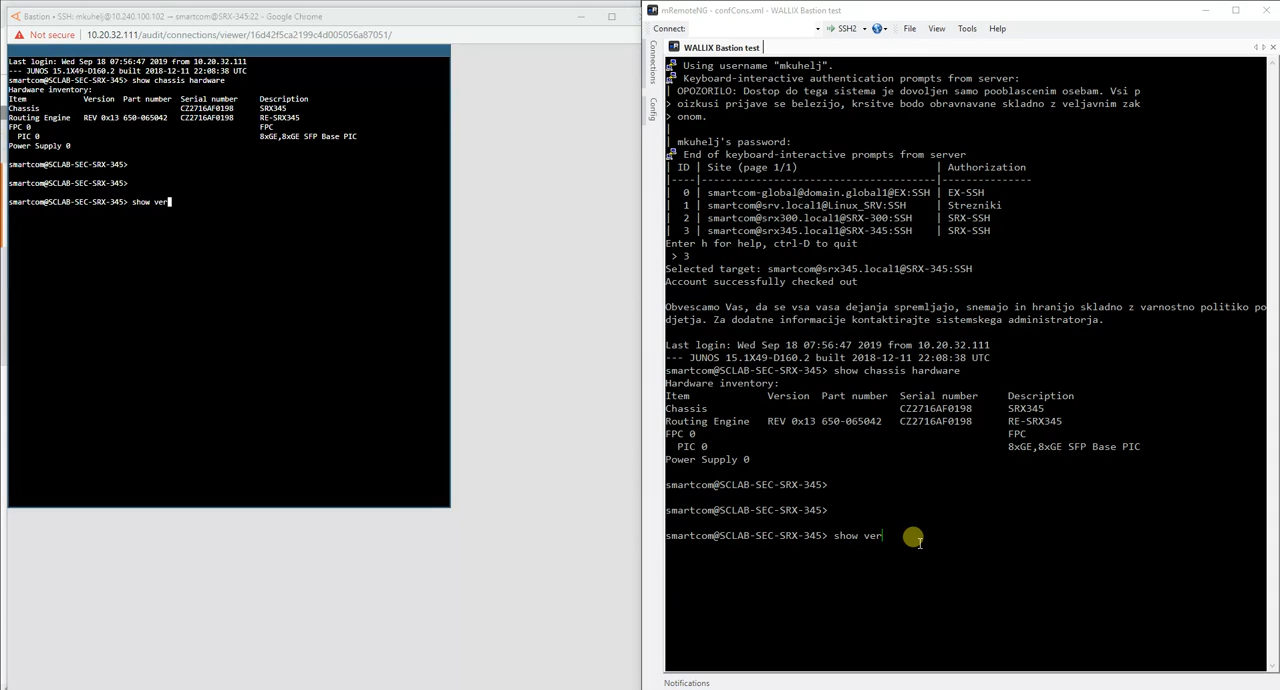 Bastion • SSH: mkuhelj@10.240.100.102 → smartcom@SRX-345:22 - Google Chrome
Not secure | 10.20.32.111/audit/connections/viewer/16d42f5ca2199c4d005056a87051/
Last login: Wed Sep 18 07:56:47 2019 from 10.20.32.111
--- JUNOS 15.1X49-D160.2 built 2018-12-11 22:08:38 UTC
smartcom@SCLAB-SEC-SRX-345> show chassis hardware
Hardware inventory:
Item Version Part number Serial number Description
Chassis CZ2716AF0198 SRX345
Routing Engine REV 0x13 650-065042 CZ2716AF0198 RE-SRX345
FPC 0 FPC
PIC 0 8xGE,8xGE SFP Base PIC
Power Supply 0
smartcom@SCLAB-SEC-SRX-345>
smartcom@SCLAB-SEC-SRX-345>
smartcom@SCLAB-SEC-SRX-345> show ver
mRemoteNG - confCons.xml - WALLIX Bastion test
Connect: SSH2 File View Tools Help
WALLIX Bastion test
Connections
Config
Using username "mkuhelj".
Keyboard-interactive authentication prompts from server:
| OPOZORILO: Dostop do tega sistema je dovoljen samo pooblascenim osebam. Vsi p
> oizkusi prijave se belezijo, krsitve bodo obravnavane skladno z veljavnim zak
> onom.
|
| mkuhelj's password:
End of keyboard-interactive prompts from server
| ID | Site (page 1/1) | Authorization
|----|-----------------------------------|---------------
| 0 | smartcom-global@domain.global1@EX:SSH | EX-SSH
| 1 | smartcom@srv.local1@Linux_SRV:SSH | Strezniki
| 2 | smartcom@srx300.local1@SRX-300:SSH | SRX-SSH
| 3 | smartcom@srx345.local1@SRX-345:SSH | SRX-SSH
Enter h for help, ctrl-D to quit
> 3
Selected target: smartcom@srx345.local1@SRX-345:SSH
Account successfully checked out
Obvescamo Vas, da se vsa vasa dejanja spremljajo, snemajo in hranijo skladno z varnostno politiko po
djetja. Za dodatne informacije kontaktirajte sistemskega administratorja.
Last login: Wed Sep 18 07:56:47 2019 from 10.20.32.111
--- JUNOS 15.1X49-D160.2 built 2018-12-11 22:08:38 UTC
smartcom@SCLAB-SEC-SRX-345> show chassis hardware
Hardware inventory:
Item Version Part number Serial number Description
Chassis CZ2716AF0198 SRX345
Routing Engine REV 0x13 650-065042 CZ2716AF0198 RE-SRX345
FPC 0 FPC
PIC 0 8xGE,8xGE SFP Base PIC
Power Supply 0
smartcom@SCLAB-SEC-SRX-345>
smartcom@SCLAB-SEC-SRX-345>
smartcom@SCLAB-SEC-SRX-345> show ver
Notifications